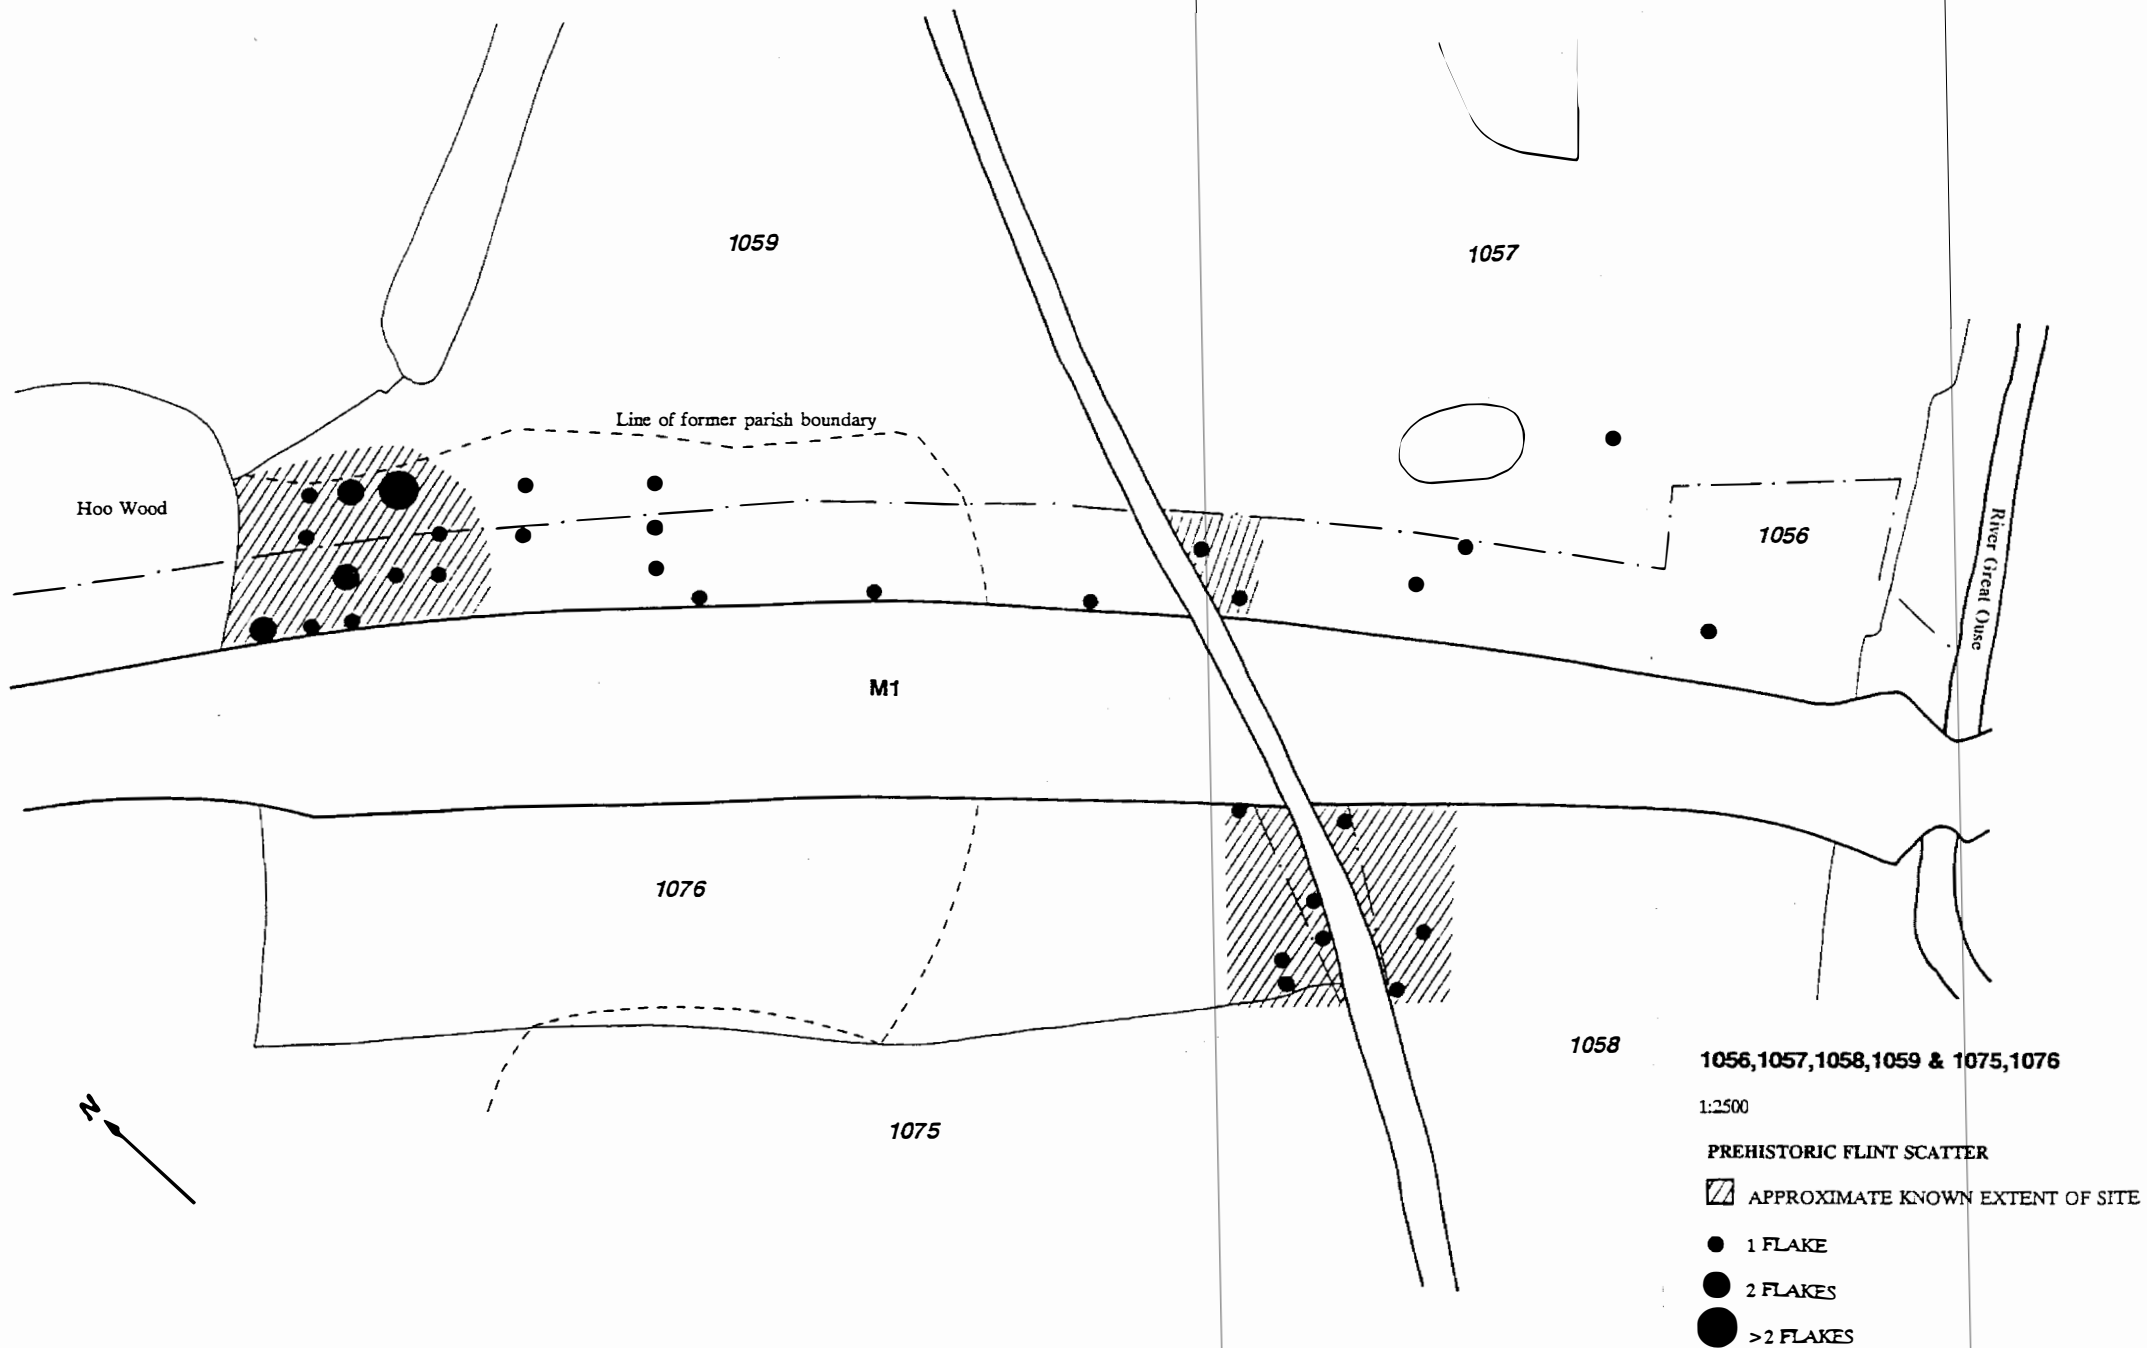 1059
1057
Line of former parish boundary
Hoo Wood
1056
River Great Ouse
M1
1076
1058
1075
N
1056,1057,1058,1059 & 1075,1076
1:2500
PREHISTORIC FLINT SCATTER
APPROXIMATE KNOWN EXTENT OF SITE
1 FLAKE
2 FLAKES
>2 FLAKES